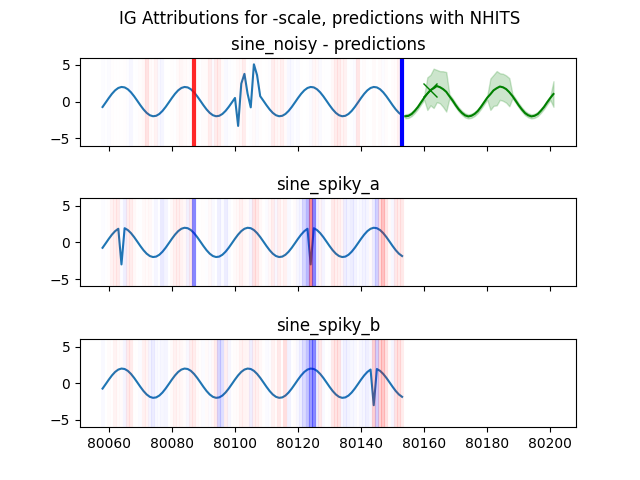 IG Attributions for -scale, predictions with NHITS
sine_noisy - predictions
5
0
−5
sine_spiky_a
5
0
−5
sine_spiky_b
5
0
−5
80060 80080 80100 80120 80140 80160 80180 80200